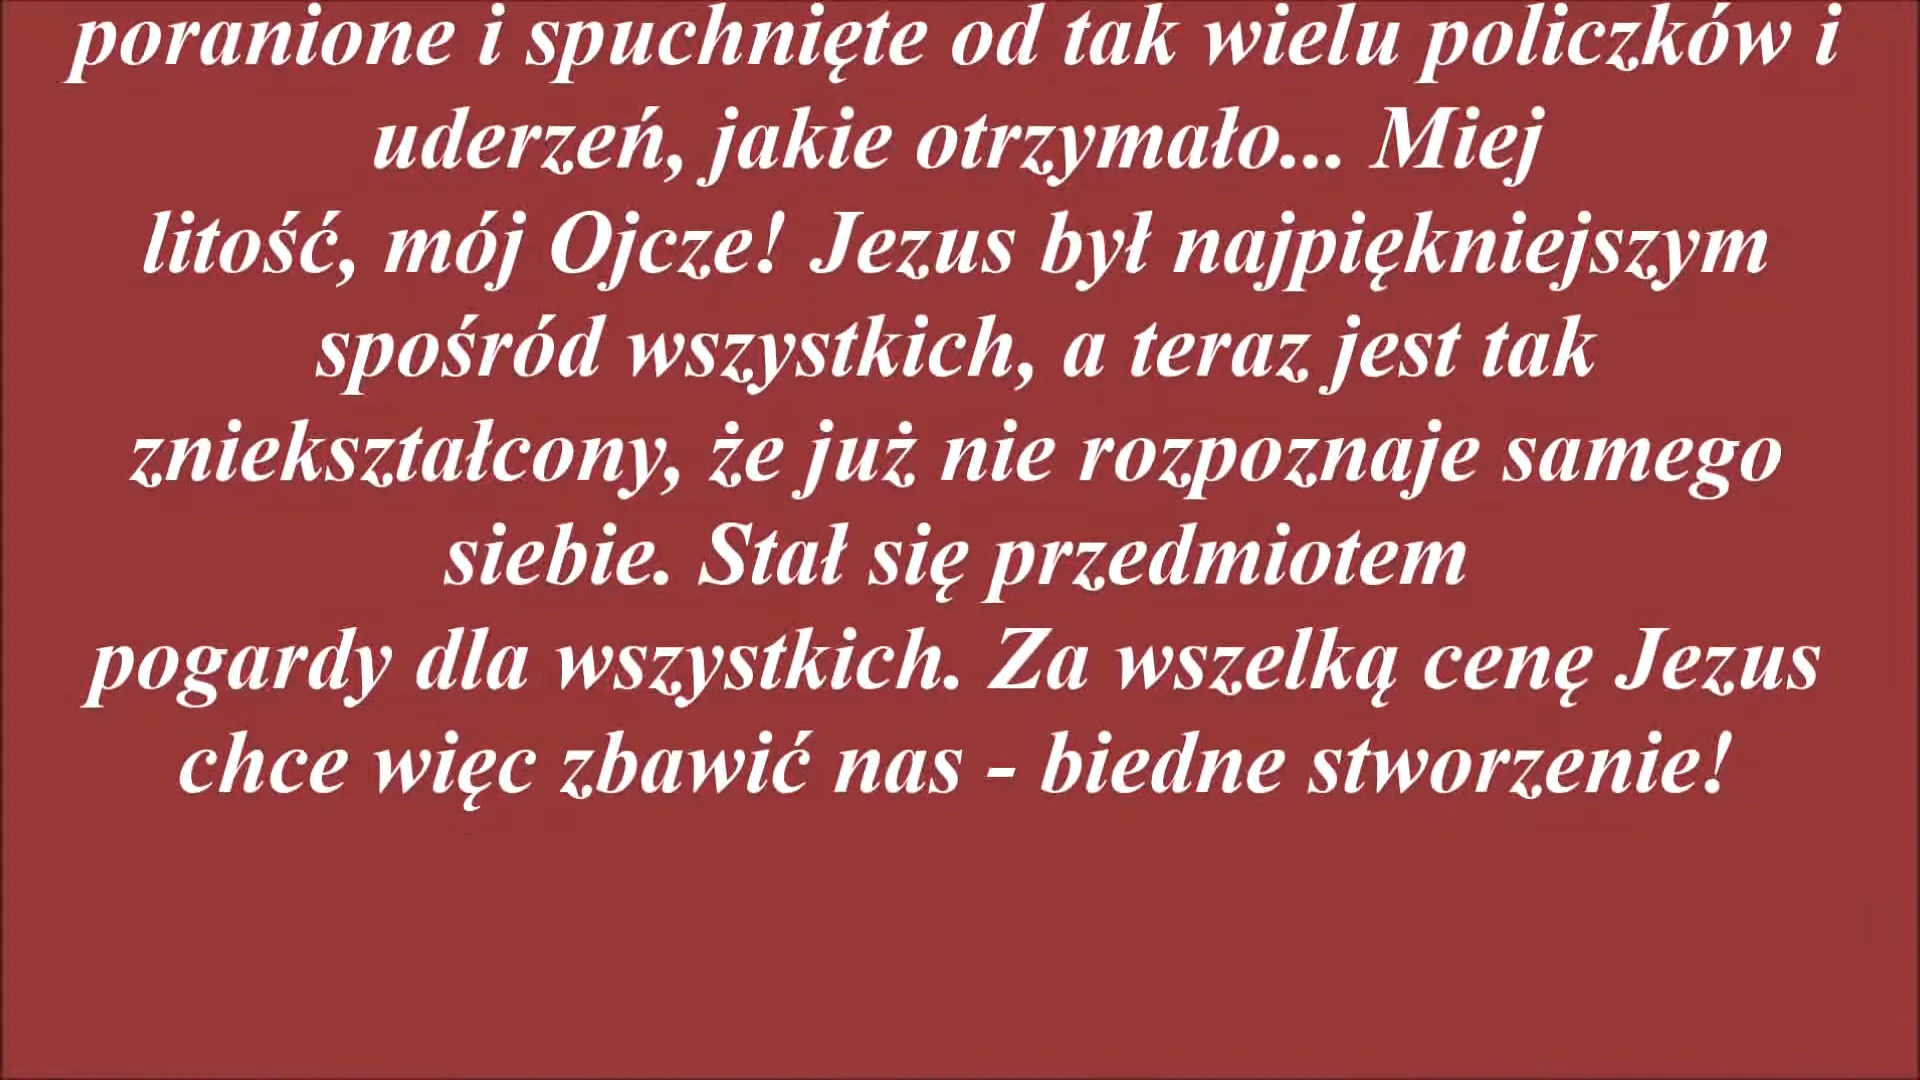 poranione i spuchnięte od tak wielu policzków i
uderzeń, jakie otrzymało... Miej
litość, mój Ojcze! Jezus był najpiękniejszym
spośród wszystkich, a teraz jest tak
zniekształcony, że już nie rozpoznaje samego
siebie. Stał się przedmiotem
pogardy dla wszystkich. Za wszelką cenę Jezus
chce więc zbawić nas - biedne stworzenie!